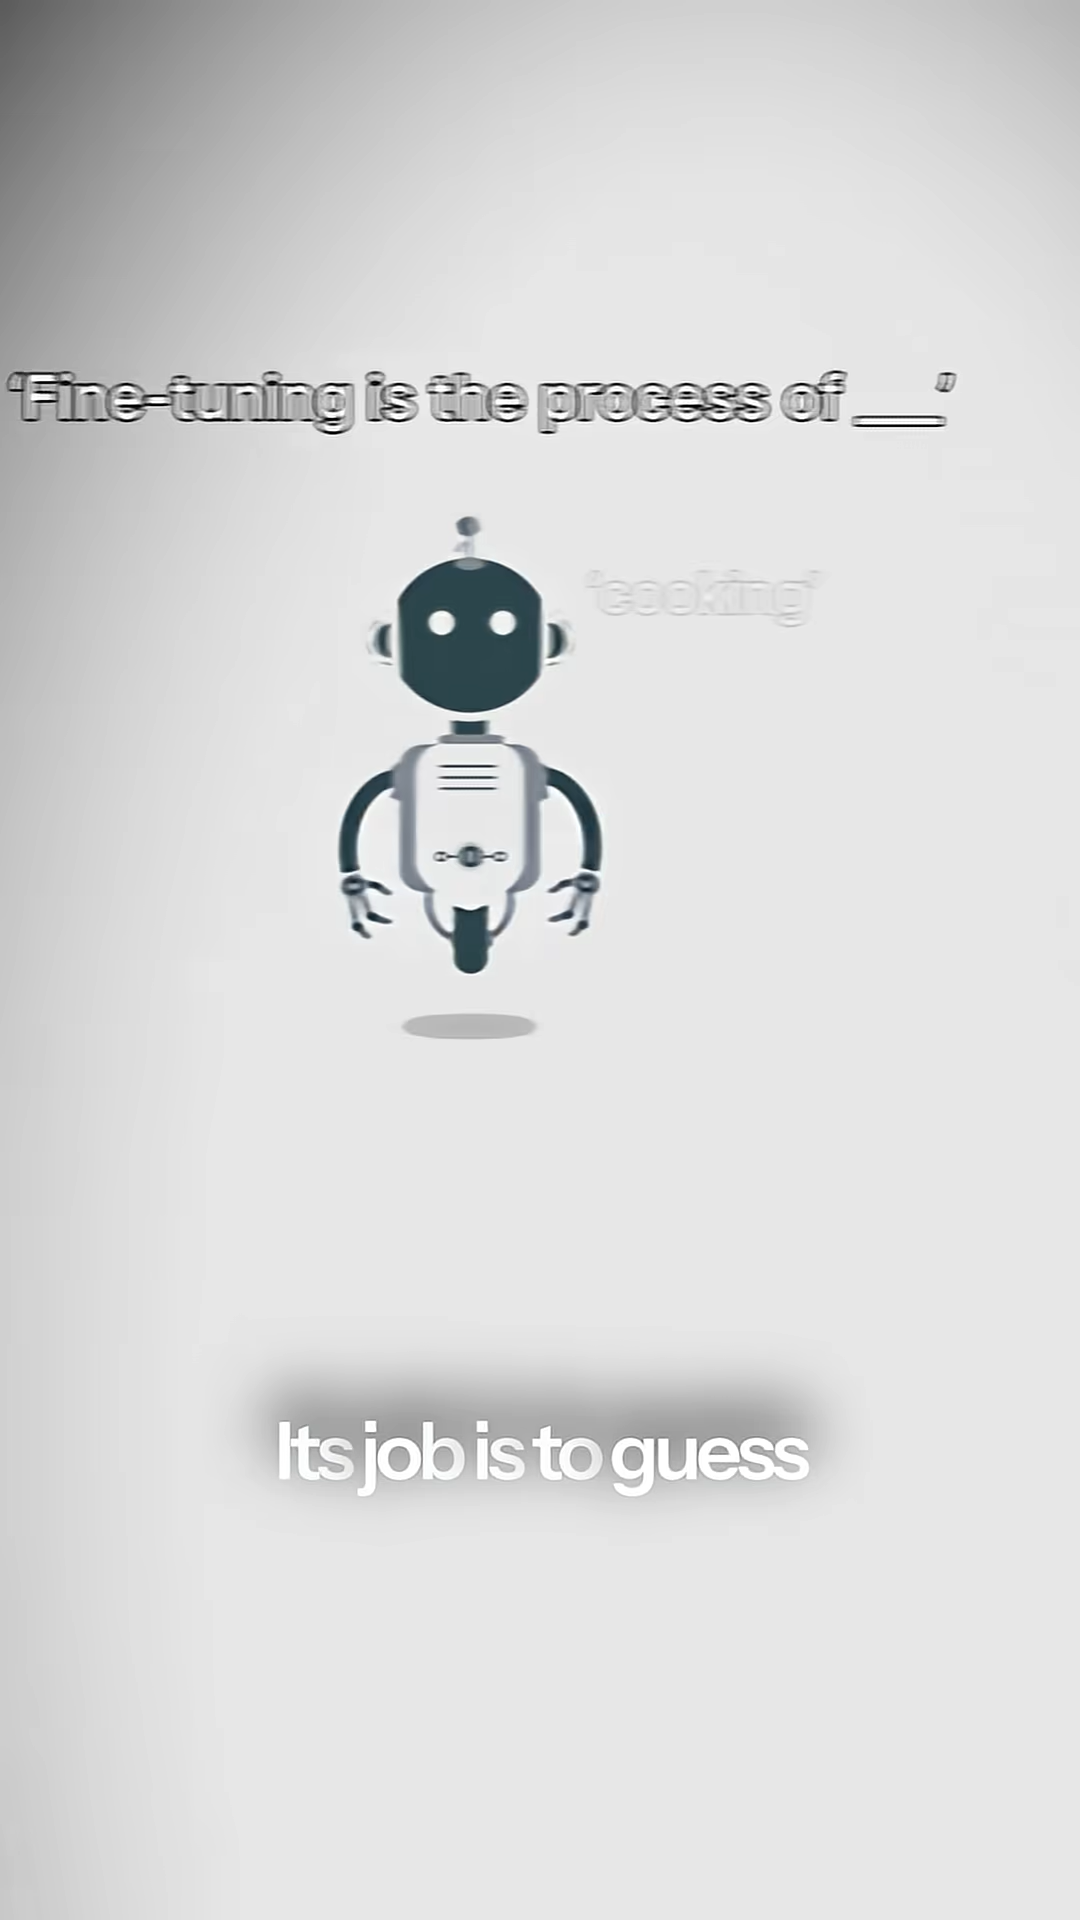 'Fine-tuning is the process of ___'
'cooking'
Its job is to guess